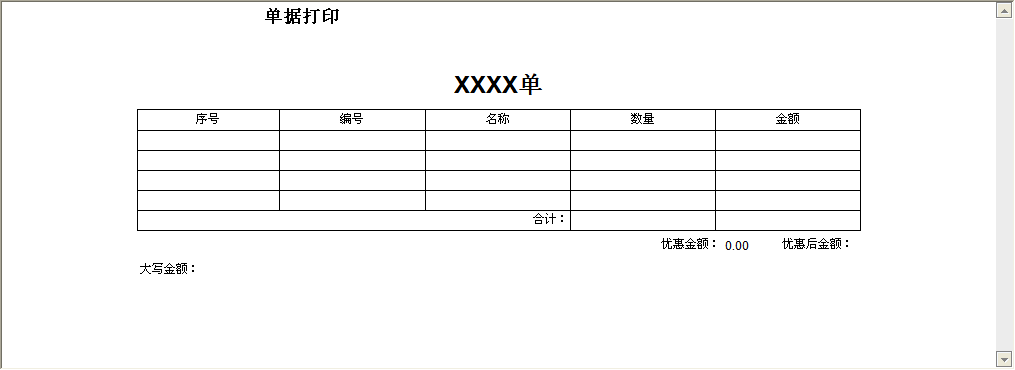 单据打印
XXXX单
序号 编号 名称 数量 金额
合计：
优惠金额： 0.00 优惠后金额：
大写金额：